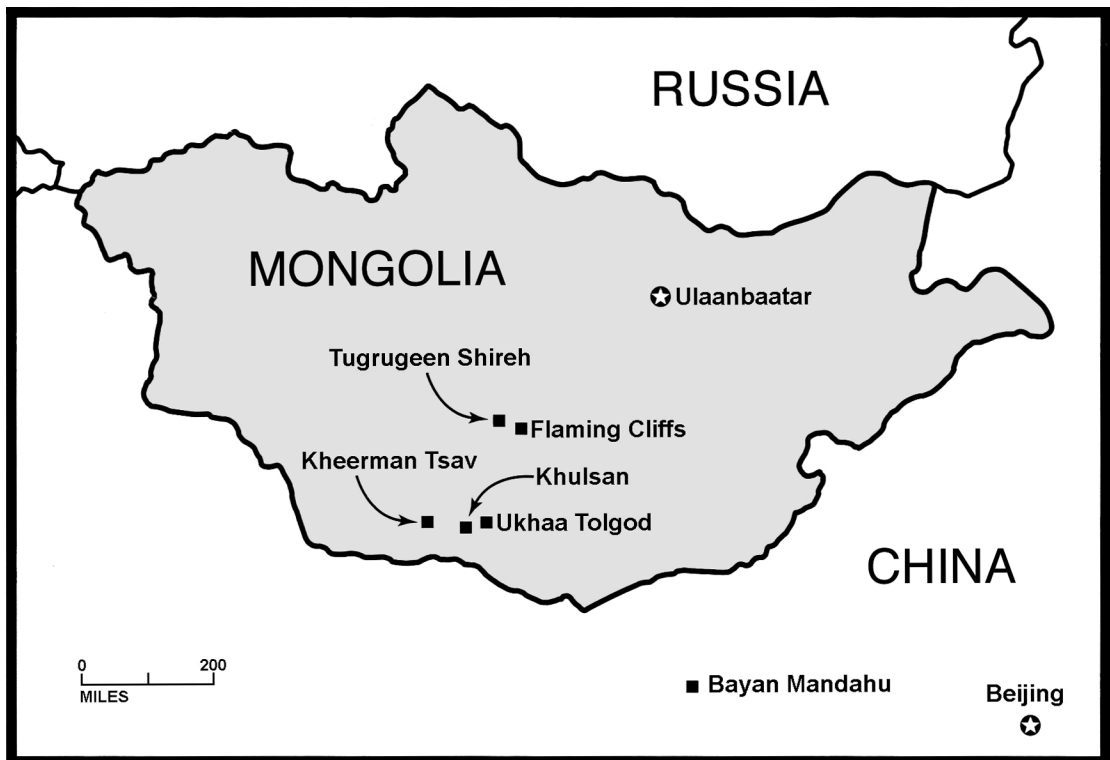 RUSSIA
MONGOLIA
Ulaanbaatar
Tugrugeen Shireh
Flaming Cliffs
Kheerman Tsav
Khulsan
Ukhaa Tolgod
CHINA
0 200
MILES
Bayan Mandahu
Beijing